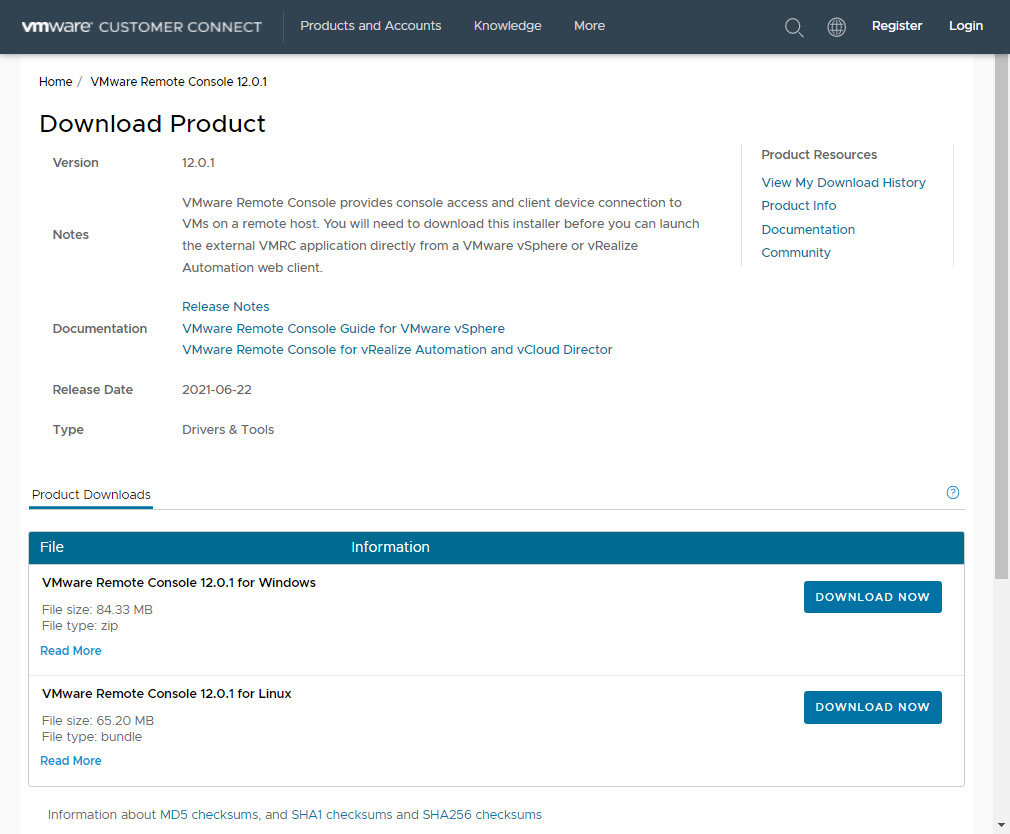 vmware® CUSTOMER CONNECT
Products and Accounts
Knowledge
More
Register
Login
Home / VMware Remote Console 12.0.1
Download Product
Version 12.0.1
Notes
VMware Remote Console provides console access and client device connection to
VMs on a remote host. You will need to download this installer before you can launch
the external VMRC application directly from a VMware vSphere or vRealize
Automation web client.
Documentation
Release Notes
VMware Remote Console Guide for VMware vSphere
VMware Remote Console for vRealize Automation and vCloud Director
Release Date 2021-06-22
Type Drivers & Tools
Product Resources
View My Download History
Product Info
Documentation
Community
Product Downloads
?
File Information
VMware Remote Console 12.0.1 for Windows
File size: 84.33 MB
File type: zip
Read More
DOWNLOAD NOW
VMware Remote Console 12.0.1 for Linux
File size: 65.20 MB
File type: bundle
Read More
DOWNLOAD NOW
Information about MD5 checksums, and SHA1 checksums and SHA256 checksums